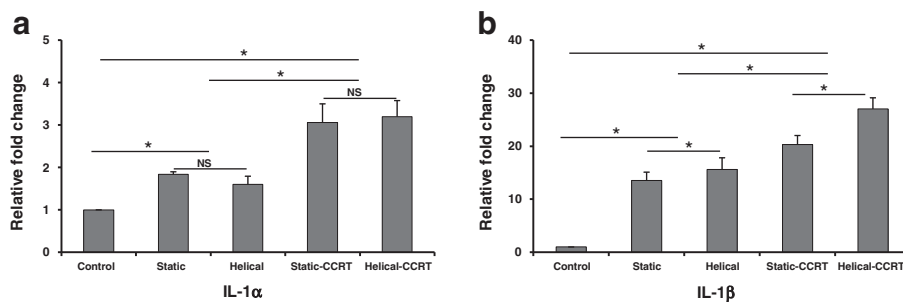 a
Relative fold change
5
4
3
2
1
0
*
*
NS
*
NS
Control Static Helical Static-CCRT Helical-CCRT
IL-1α
b
Relative fold change
40
30
20
10
0
*
*
*
*
*
Control Static Helical Static-CCRT Helical-CCRT
IL-1β